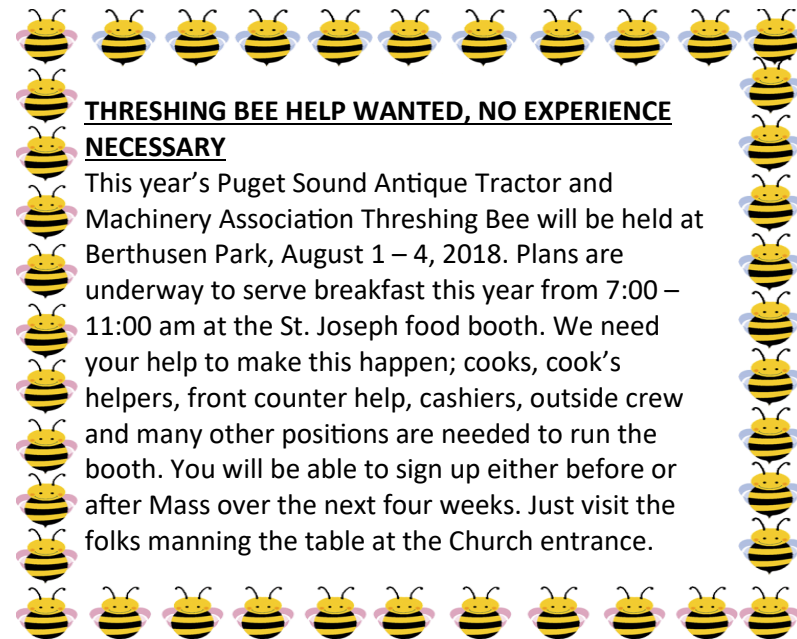 THRESHING BEE HELP WANTED, NO EXPERIENCE
NECESSARY
This year’s Puget Sound Antique Tractor and
Machinery Association Threshing Bee will be held at
Berthusen Park, August 1 – 4, 2018. Plans are
underway to serve breakfast this year from 7:00 –
11:00 am at the St. Joseph food booth. We need
your help to make this happen; cooks, cook’s
helpers, front counter help, cashiers, outside crew
and many other positions are needed to run the
booth. You will be able to sign up either before or
after Mass over the next four weeks. Just visit the
folks manning the table at the Church entrance.